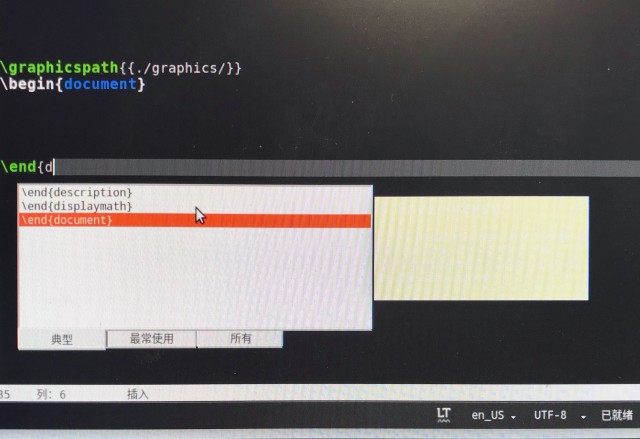 \graphicspath{{./graphics/}}
\begin{document}
\end{d
\end{description}
\end{displaymath}
\end{document}
典型 最常使用 所有
35 列: 6 插入
LT en_US UTF-8 已就绪